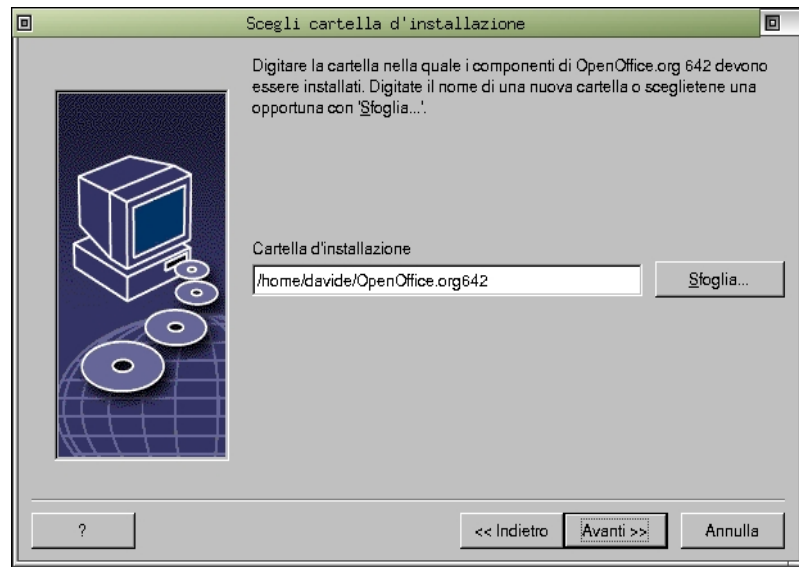 Scegli cartella d'installazione
Digitare la cartella nella quale i componenti di OpenOffice.org 642 devono
essere installati. Digitate il nome di una nuova cartella o sceglietene una
opportuna con 'Sfoglia...'.
Cartella d'installazione
/home/davide/OpenOffice.org642
Sfoglia...
?
<< Indietro
Avanti >>
Annulla